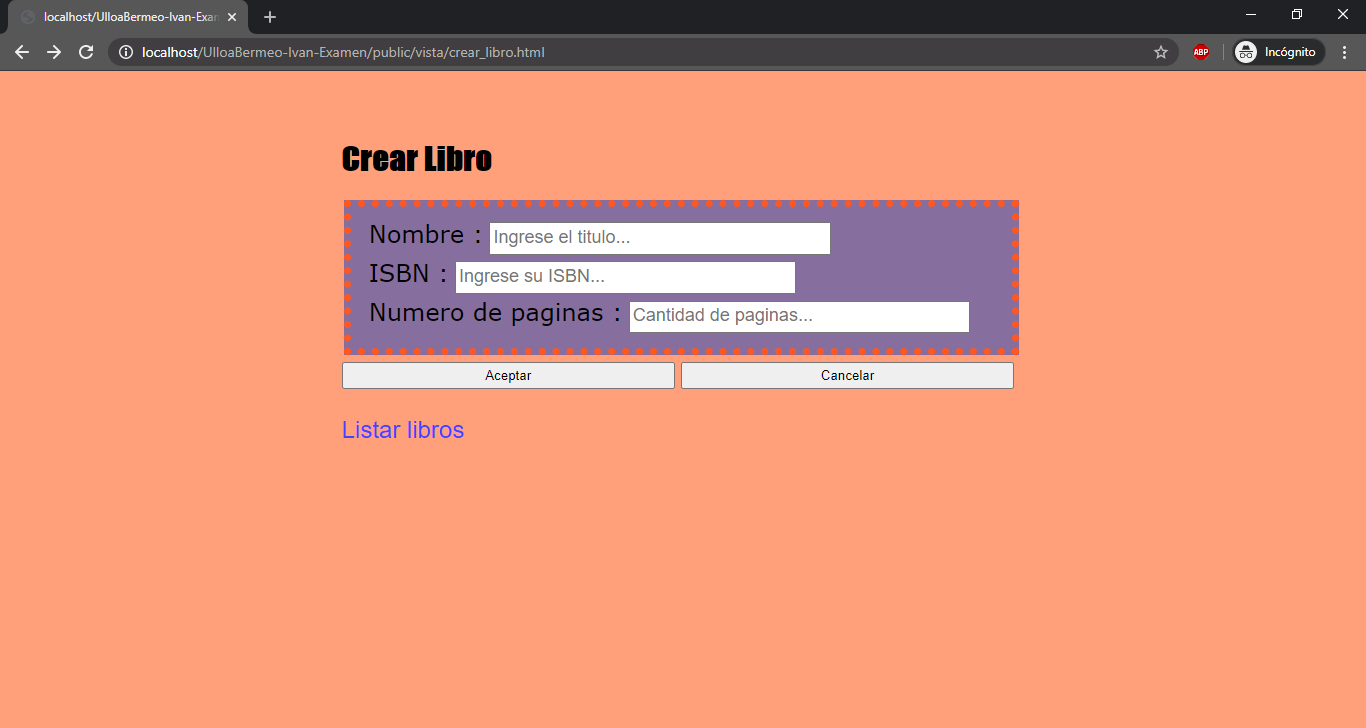 localhost/UlloaBermeo-Ivan-Exan
localhost/UlloaBermeo-Ivan-Examen/public/vista/crear_libro.html
ABP
Incógnito
Crear Libro
Nombre : Ingrese el titulo...
ISBN : Ingrese su ISBN...
Numero de paginas : Cantidad de paginas...
Aceptar Cancelar
Listar libros